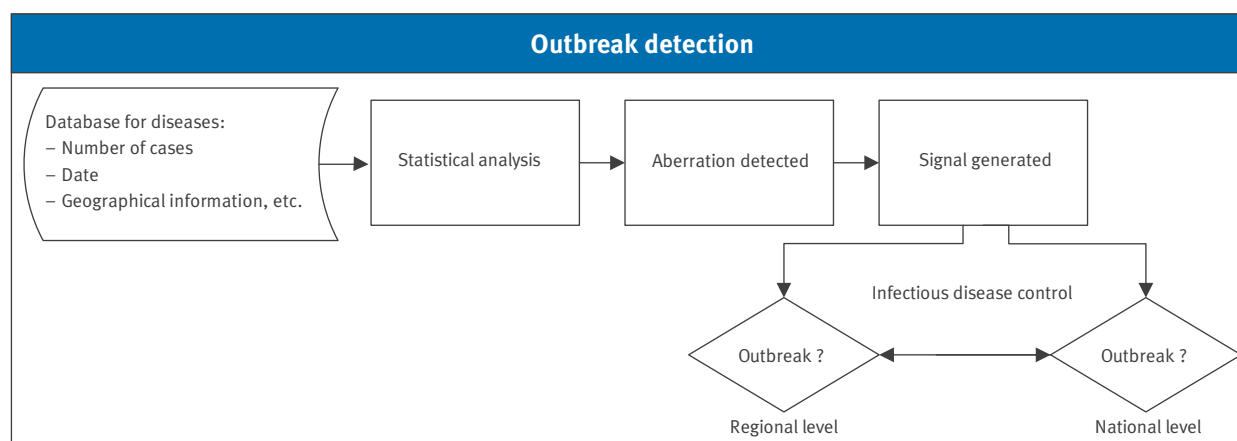 Outbreak detection
Database for diseases:
– Number of cases
– Date
– Geographical information, etc.
Statistical analysis
Aberration detected
Signal generated
Infectious disease control
Outbreak ?
Outbreak ?
Regional level
National level